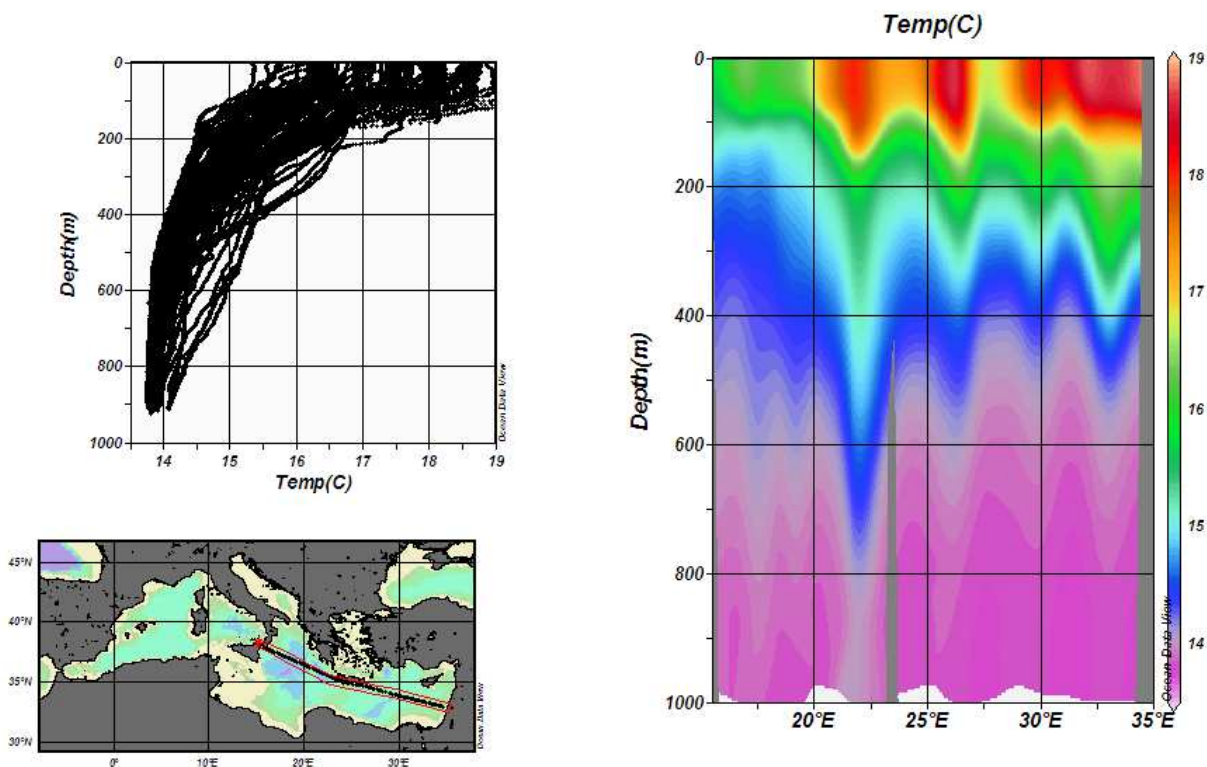 0
200
400
600
800
1000
Depth(m)
14 15 16 17 18 19
Temp(C)
Ocean Data View
45°N
40°N
35°N
30°N
0° 10°E 20°E 30°E
Ocean Data View
Temp(C)
0
200
400
600
800
1000
Depth(m)
20°E 25°E 30°E 35°E
Ocean Data View
19
18
17
16
15
14